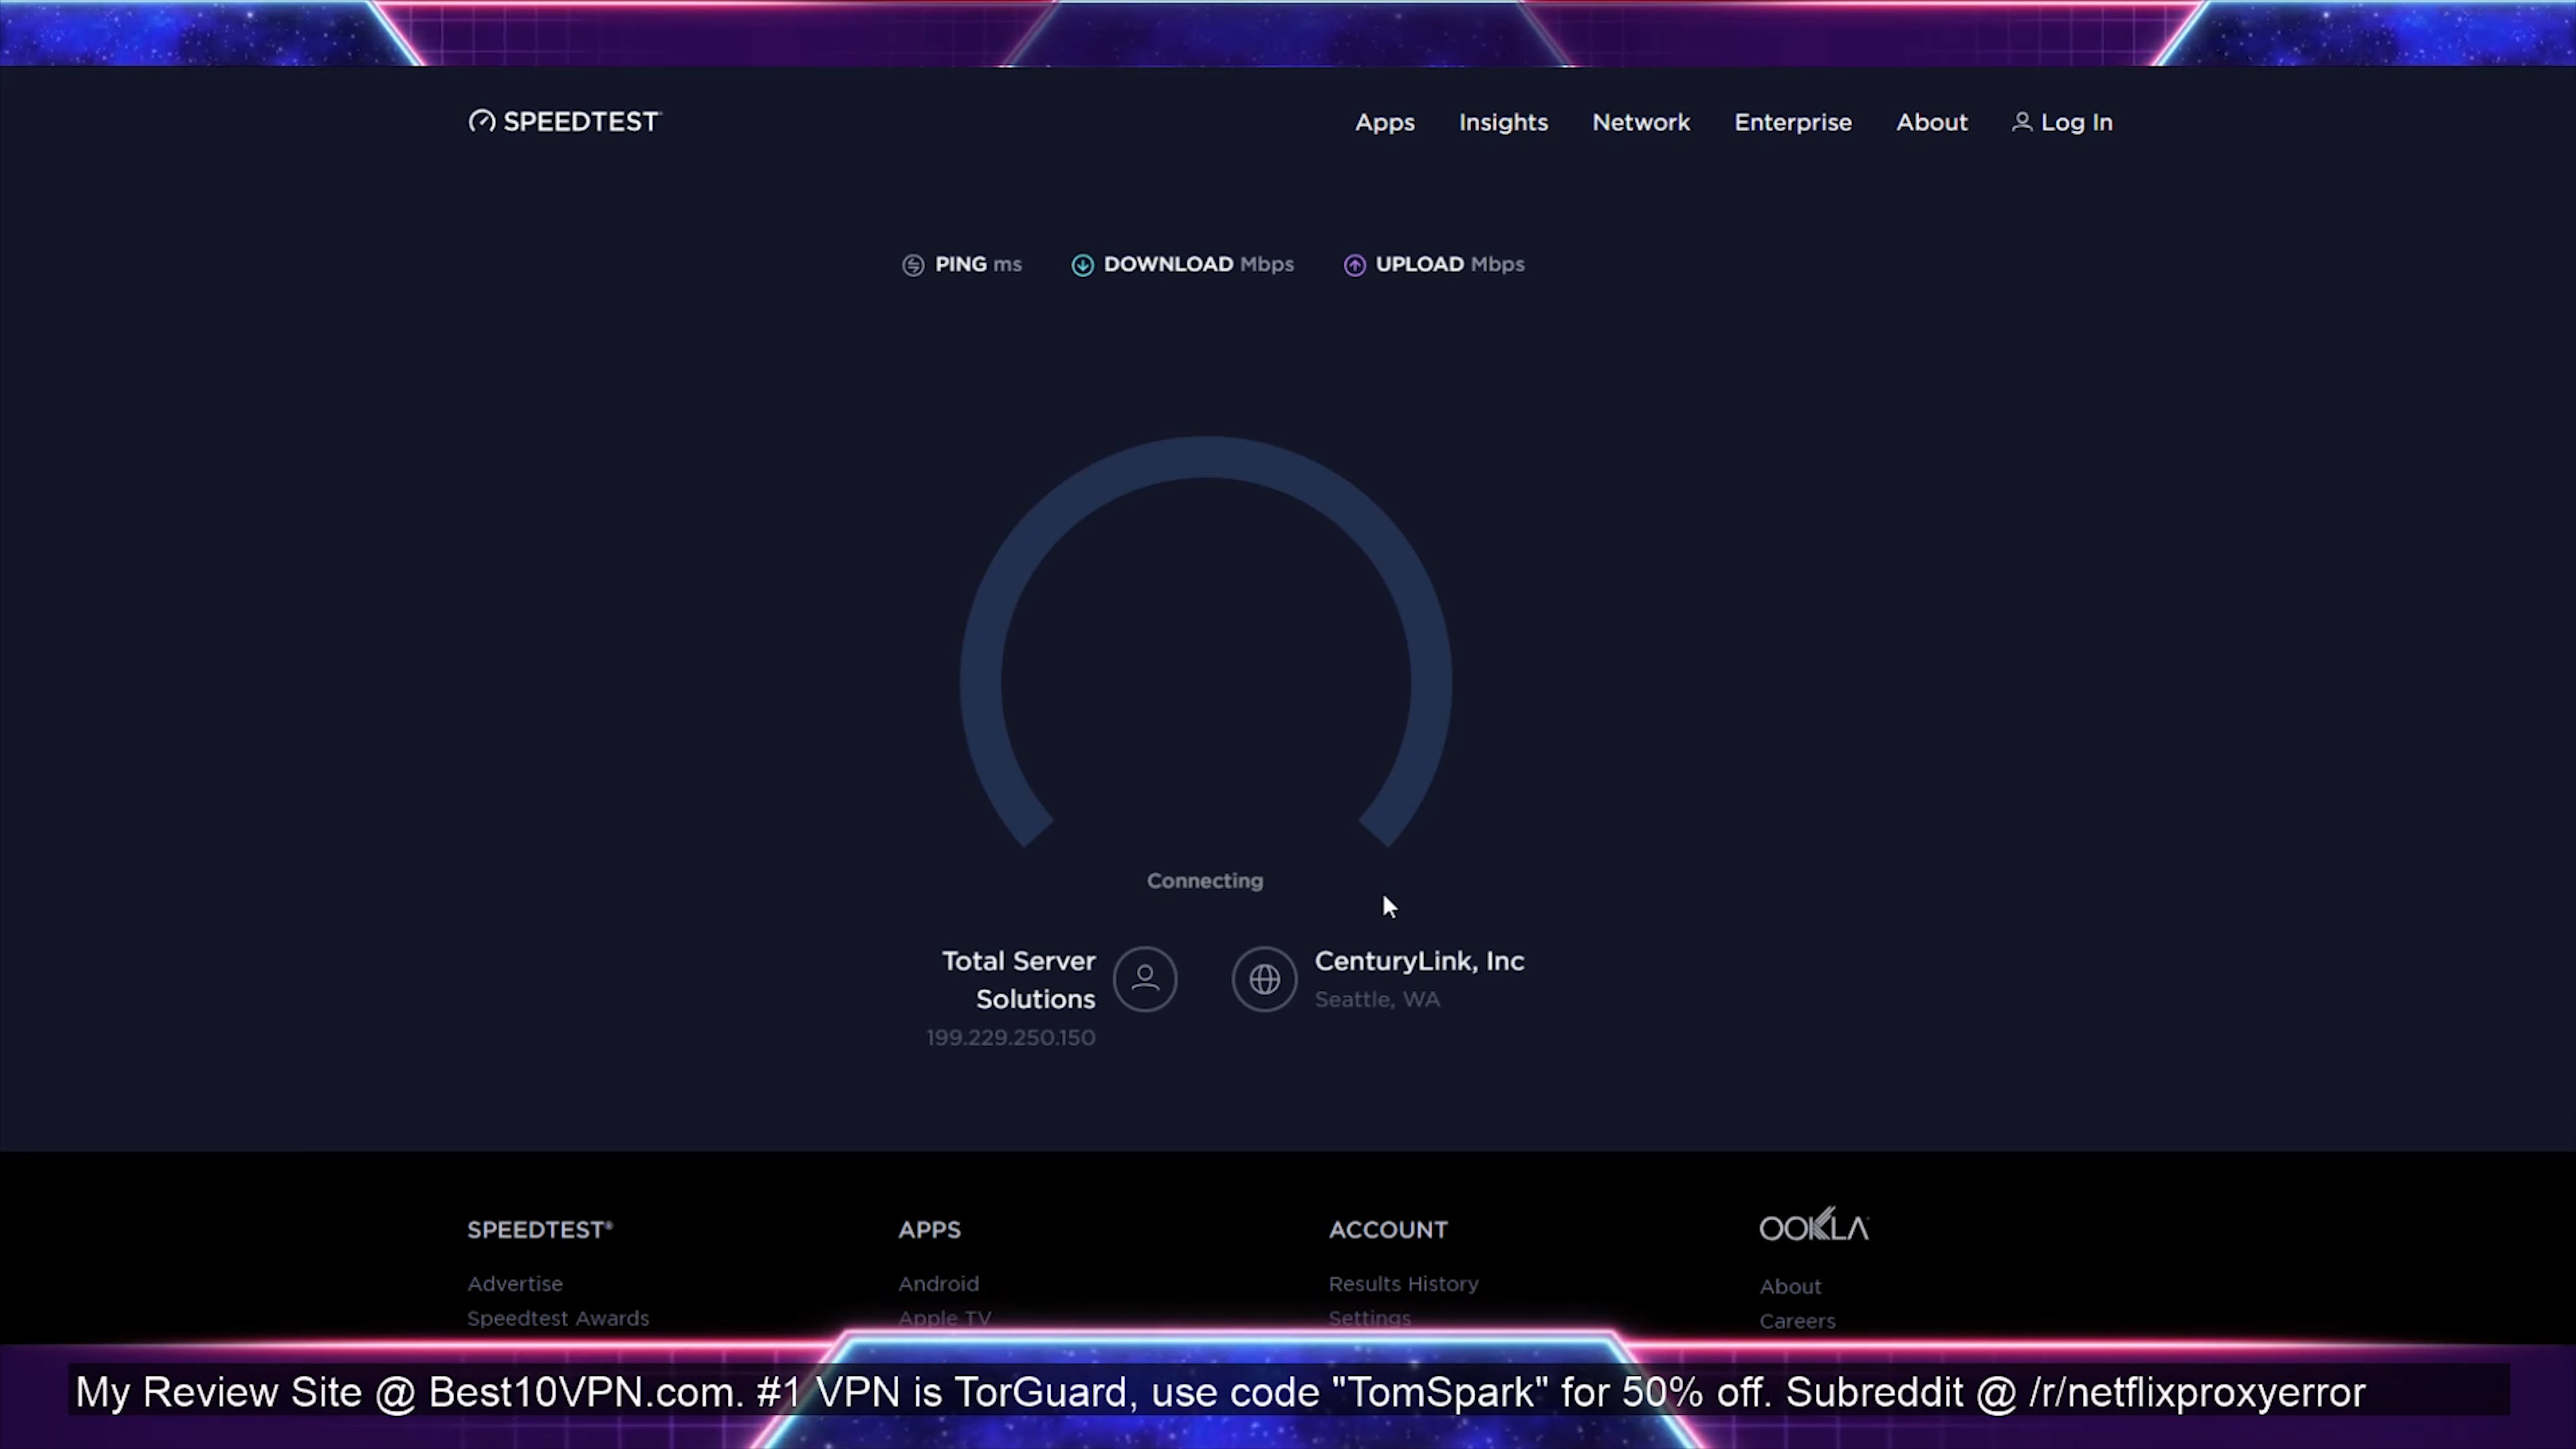 SPEEDTEST
Apps Insights Network Enterprise About Log In
PING ms DOWNLOAD Mbps UPLOAD Mbps
Connecting
Total Server
Solutions
199.229.250.150
CenturyLink, Inc
Seattle, WA
SPEEDTEST®
Advertise
Speedtest Awards
APPS
Android
Apple TV
ACCOUNT
Results History
Settings
OOKLA
About
Careers
My Review Site @ Best10VPN.com. #1 VPN is TorGuard, use code "TomSpark" for 50% off. Subreddit @ /r/netflixproxyerror